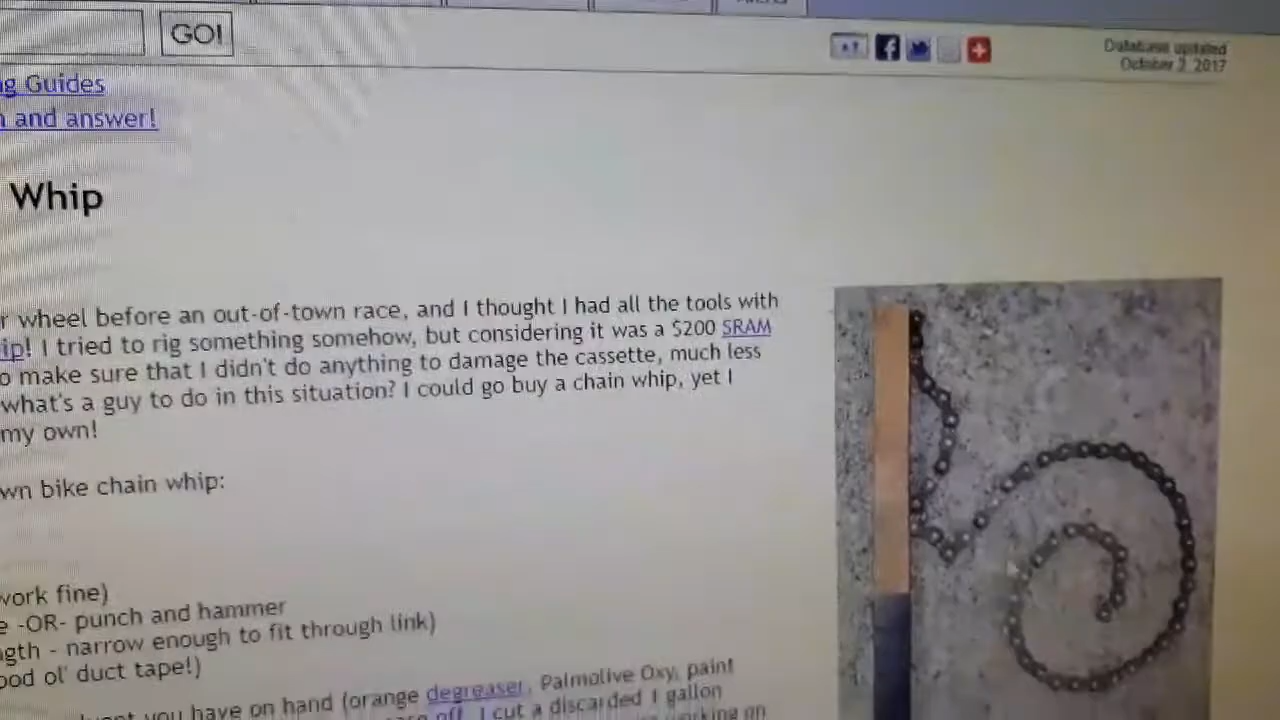 GO!
Database updated
October 2, 2017
g Guides
and answer!
Whip
r wheel before an out-of-town race, and I thought I had all the tools with
ip! I tried to rig something somehow, but considering it was a $200 SRAM
o make sure that I didn't do anything to damage the cassette, much less
what's a guy to do in this situation? I could go buy a chain whip, yet I
my own!
wn bike chain whip:
work fine)
e -OR- punch and hammer
ngth - narrow enough to fit through link)
ood ol' duct tape!)
you have on hand (orange degreaser, Palmolive Oxy, paint
off. I cut a discarded 1 gallon
working on